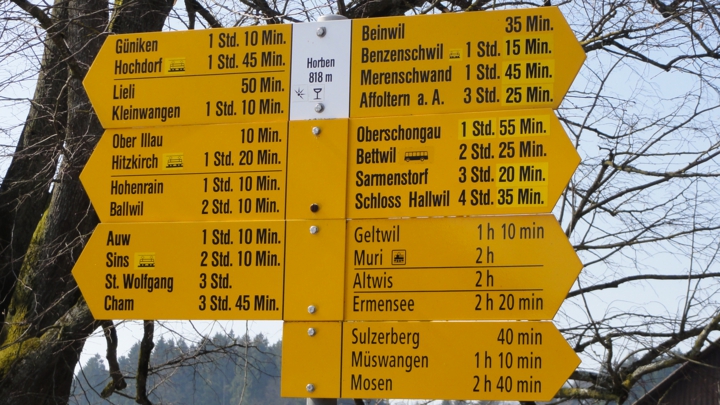 Güniken 1 Std. 10 Min.
Hochdorf 1 Std. 45 Min.
Lieli 50 Min.
Kleinwangen 1 Std. 10 Min.
Horben
818 m
Beinwil 35 Min.
Benzenschwil 1 Std. 15 Min.
Merenschwand 1 Std. 45 Min.
Affoltern a. A. 3 Std. 25 Min.
Ober Illau 10 Min.
Hitzkirch 1 Std. 20 Min.
Hohenrain 1 Std. 10 Min.
Ballwil 2 Std. 10 Min.
Oberschongau 1 Std. 55 Min.
Bettwil 2 Std. 25 Min.
Sarmenstorf 3 Std. 20 Min.
Schloss Hallwil 4 Std. 35 Min.
Auw 1 Std. 10 Min.
Sins 2 Std. 10 Min.
St. Wolfgang 3 Std.
Cham 3 Std. 45 Min.
Geltwil 1 h 10 min
Muri 2 h
Altwis 2 h
Ermensee 2 h 20 min
Sulzerberg 40 min
Müswangen 1 h 10 min
Mosen 2 h 40 min